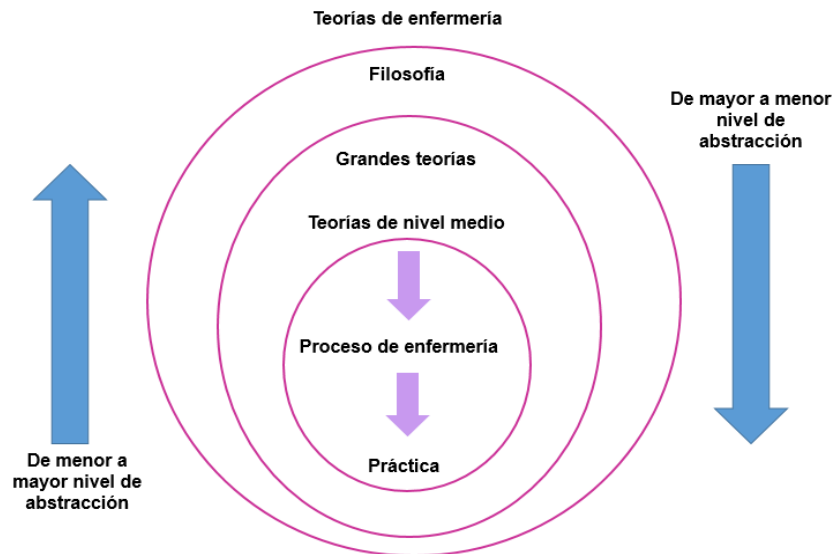 Teorías de enfermería
Filosofía
De mayor a menor
nivel de
abstracción
Grandes teorías
Teorías de nivel medio
Proceso de enfermería
Práctica
De menor a
mayor nivel de
abstracción